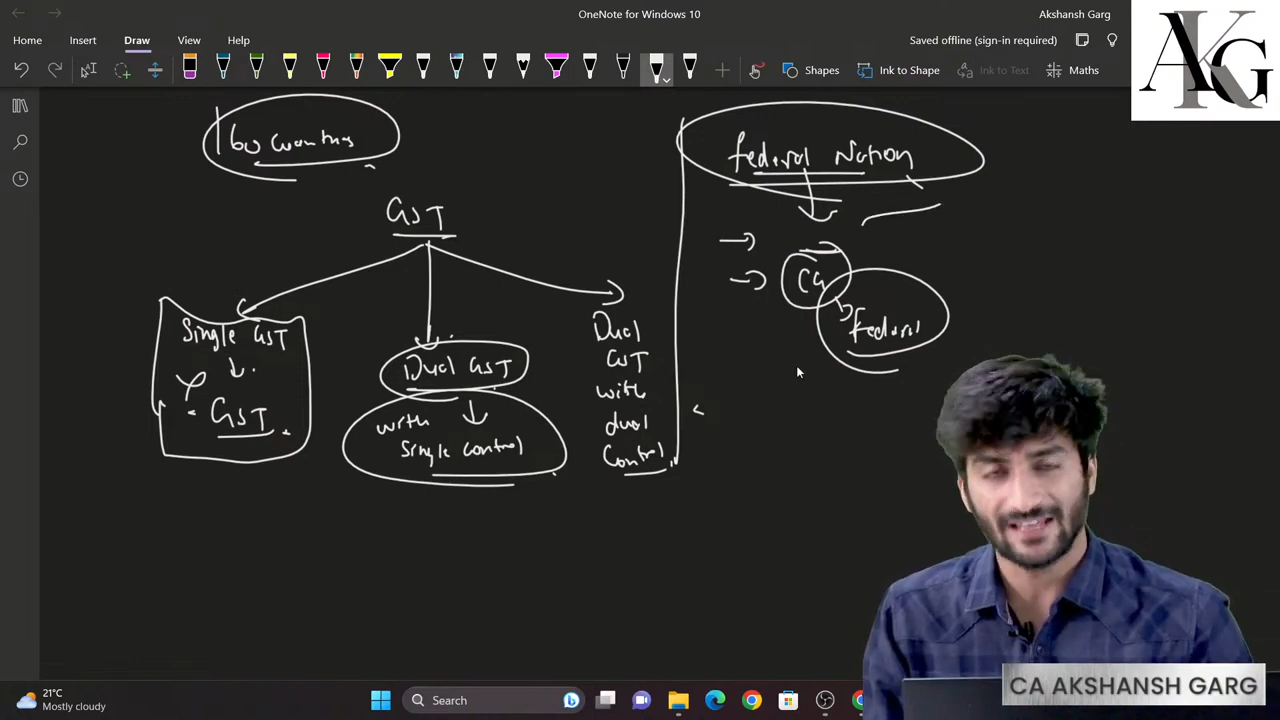 OneNote for Windows 10
Akshansh Garg
Home Insert Draw View Help
Saved offline (sign-in required)
Shapes Ink to Shape Ink to Text Maths
AKG
160 Countries
GST
Single GST
GST
Dual GST
with
Single Control
Dual
GST
with
dual
Control
federal Nation
CG
federal
CA AKSHANSH GARG
21°C
Mostly cloudy
Search